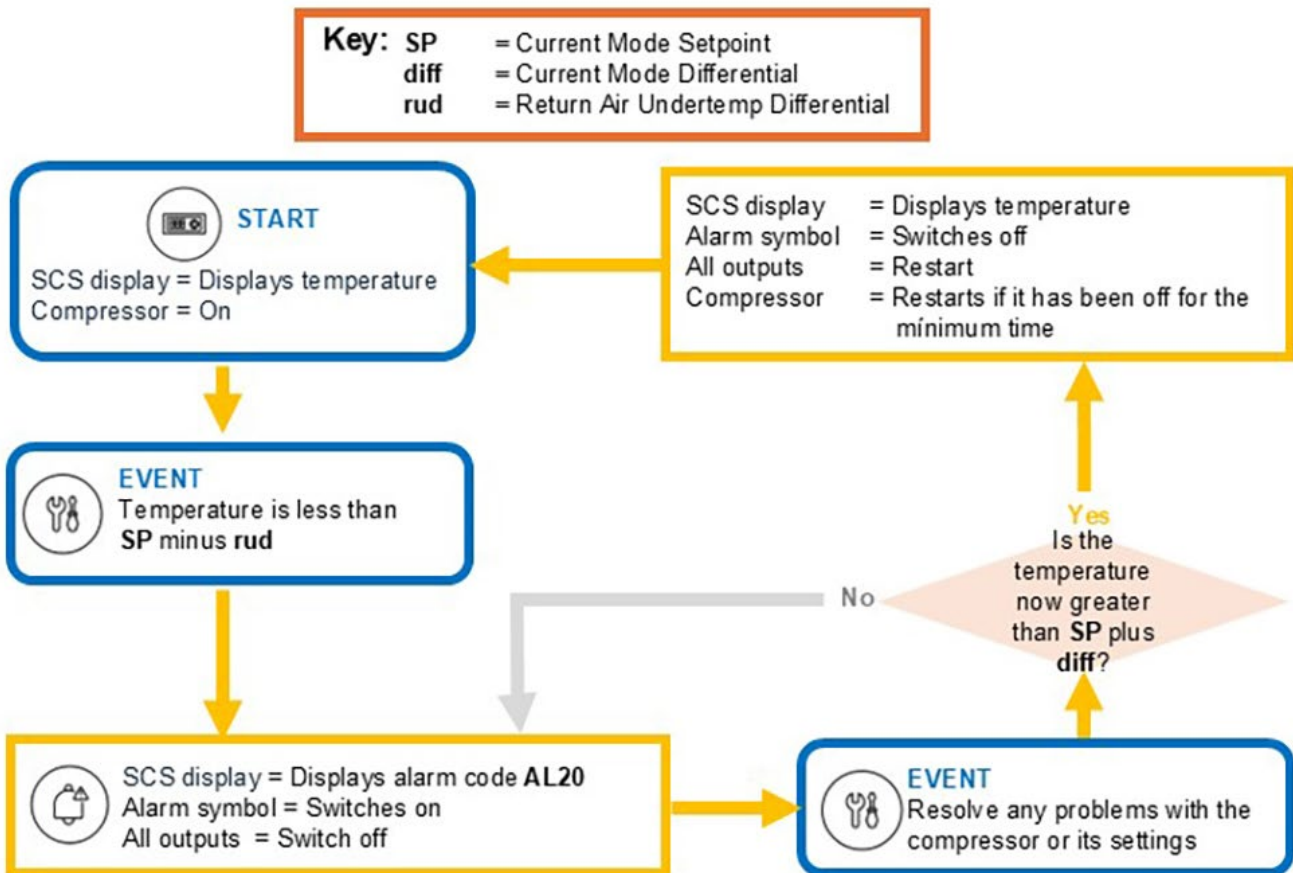 Key: SP = Current Mode Setpoint
diff = Current Mode Differential
rud = Return Air Undertemp Differential
START
SCS display = Displays temperature
Compressor = On
EVENT
Temperature is less than
SP minus rud
SCS display = Displays alarm code AL20
Alarm symbol = Switches on
All outputs = Switch off
EVENT
Resolve any problems with the
compressor or its settings
Is the
temperature
now greater
than SP plus
diff?
No
Yes
SCS display = Displays temperature
Alarm symbol = Switches off
All outputs = Restart
Compressor = Restarts if it has been off for the
mínimum time